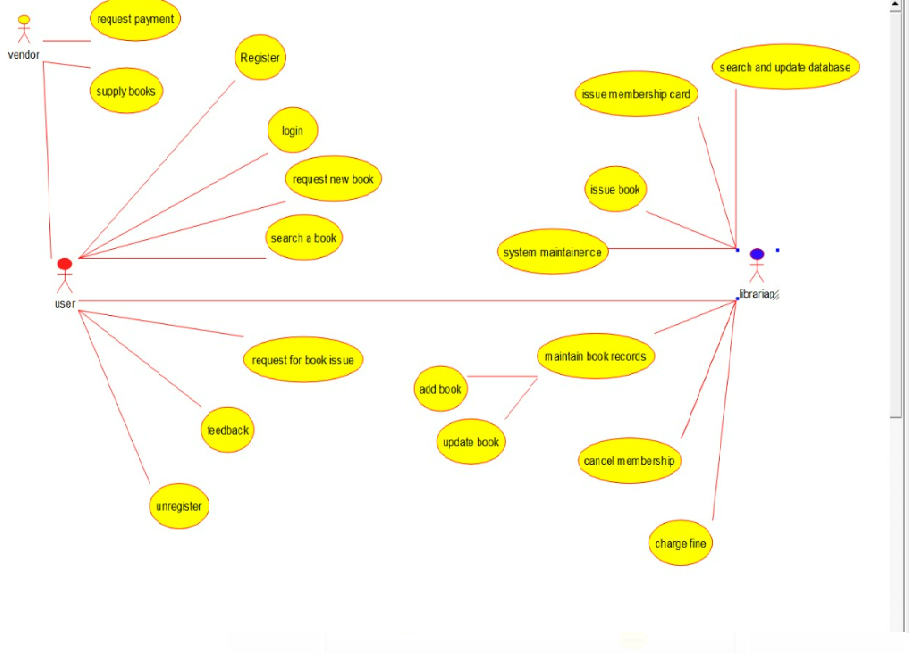 request payment
vendor
supply books
Register
search and update database
issue membership card
login
request new book
issue book
search a book
system maintainerce
user
librarian
request for book issue
maintain book records
add book
feedback
update book
cancel membership
unregister
charge fine